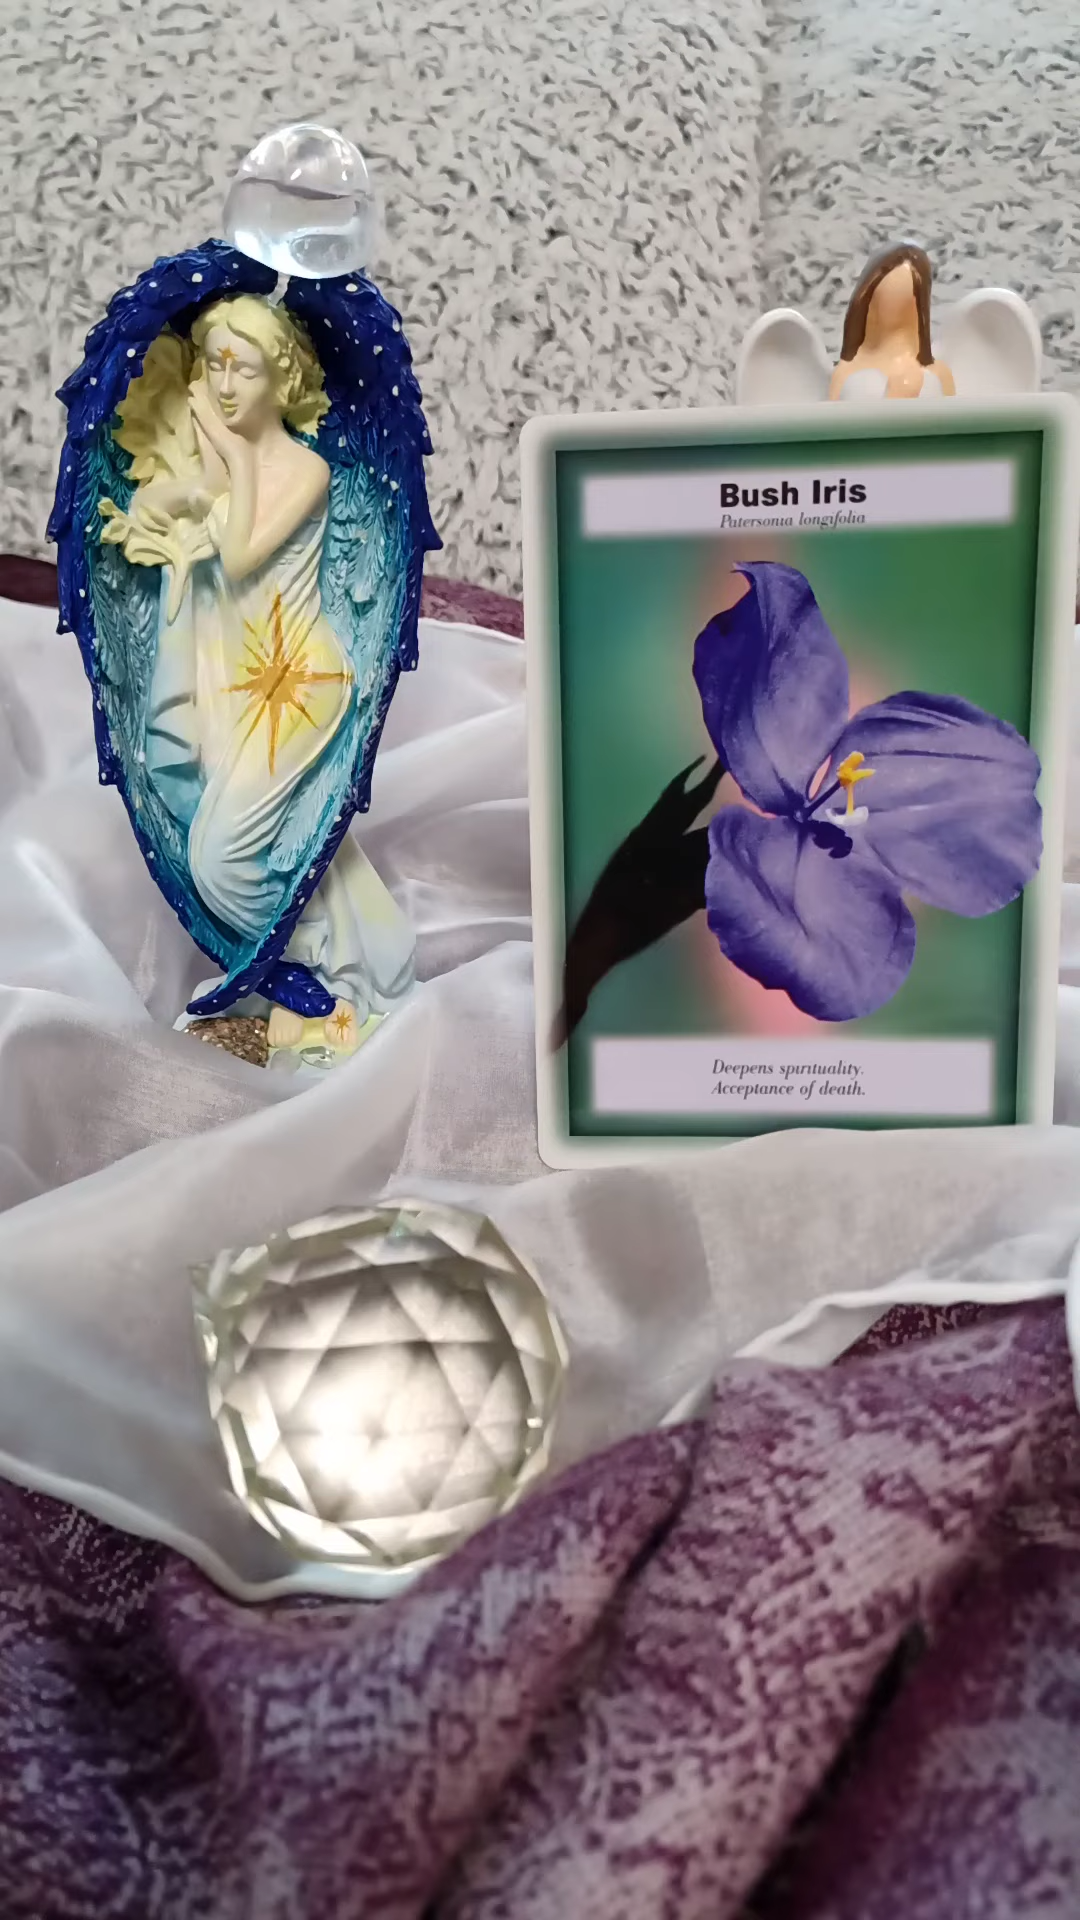 Bush Iris
Patersonia longifolia
Deepens spirituality.
Acceptance of death.